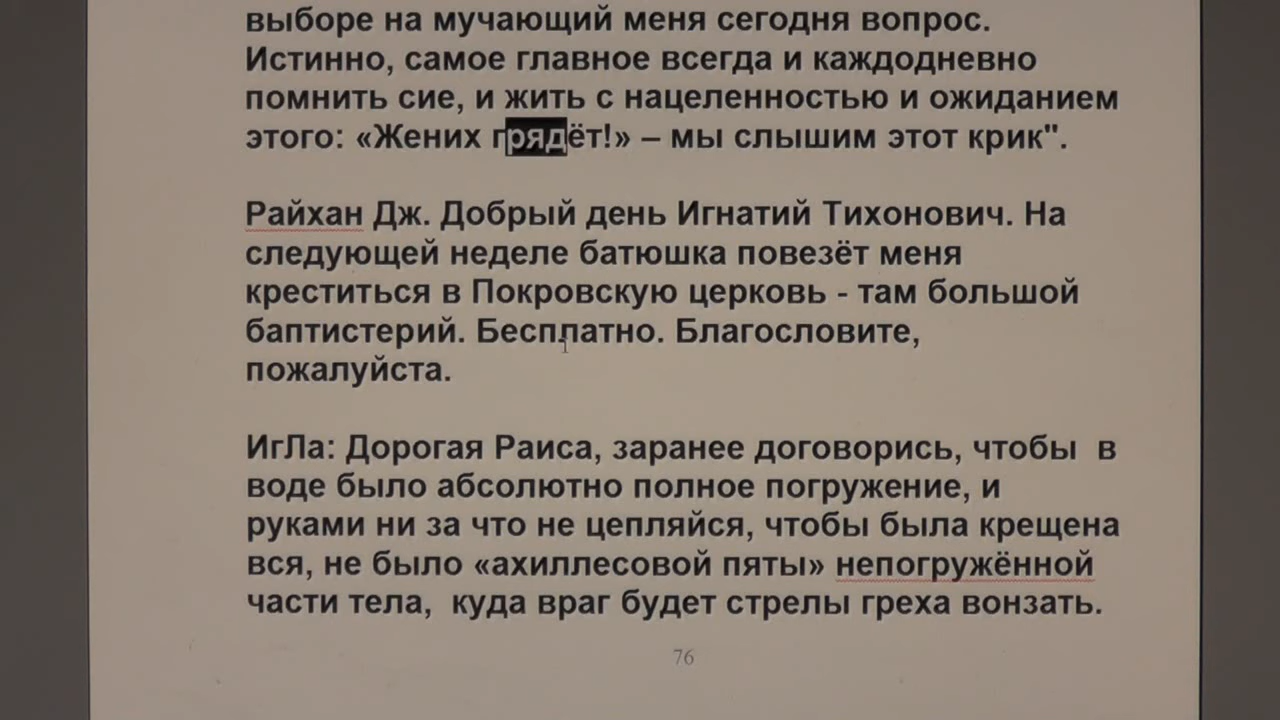 выборе на мучающий меня сегодня вопрос.
Истинно, самое главное всегда и каждодневно
помнить сие, и жить с нацеленностью и ожиданием
этого: «Жених грядёт!» – мы слышим этот крик".
Райхан Дж. Добрый день Игнатий Тихонович. На
следующей неделе батюшка повезёт меня
креститься в Покровскую церковь - там большой
баптистерий. Бесплатно. Благословите,
пожалуйста.
ИгЛа: Дорогая Раиса, заранее договорись, чтобы  в
воде было абсолютно полное погружение, и
руками ни за что не цепляйся, чтобы была крещена
вся, не было «ахиллесовой пяты» непогружённой
части тела,  куда враг будет стрелы греха вонзать.
76